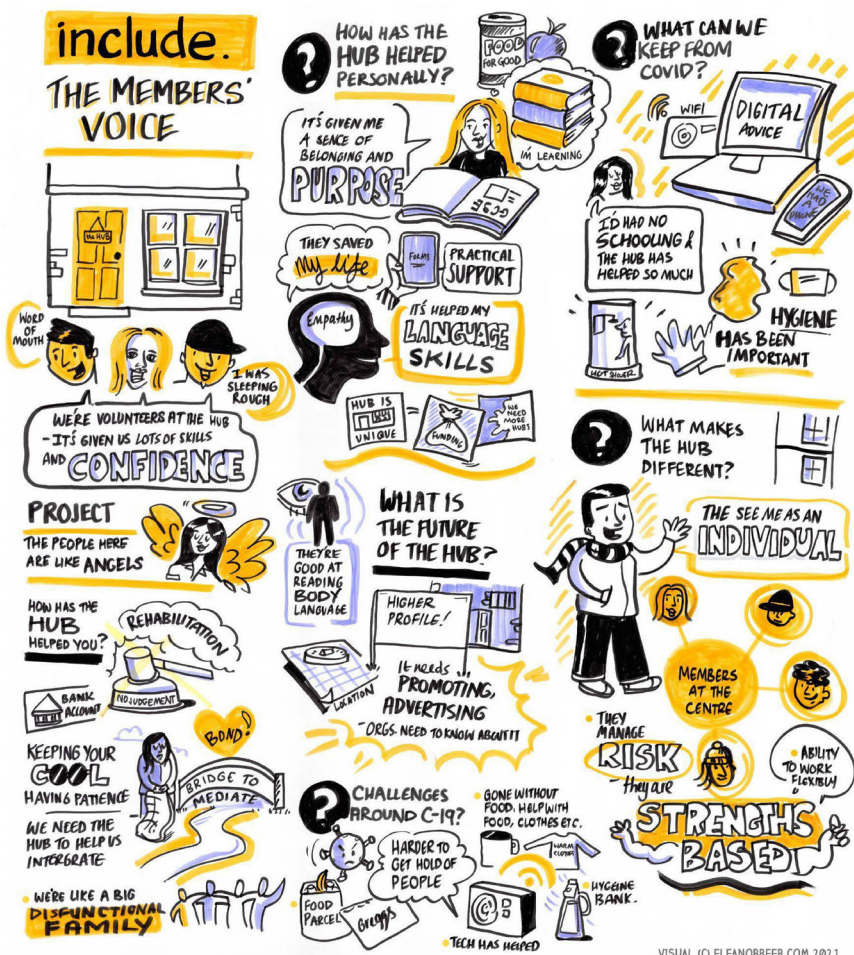 include.
THE MEMBERS'
VOICE
the HUB
WORD
OF
MOUTH
I WAS
SLEEPING
ROUGH
WE'RE VOLUNTEERS AT THE HUB
- IT'S GIVEN US LOTS OF SKILLS
AND CONFIDENCE
PROJECT
THE PEOPLE HERE
ARE LIKE ANGELS
HOW HAS THE
HUB
HELPED YOU?
REHABILITATION
NO JUDGEMENT
BANK
ACCOUNT
BOND!
KEEPING YOUR
COOL
HAVING PATIENCE
BRIDGE TO
MEDIATE
WE NEED THE
HUB TO HELP US
INTERGRATE
• WE'RE LIKE A BIG
DISFUNCTIONAL
FAMILY
?
HOW HAS THE
HUB HELPED
PERSONALLY?
FOOD
FOR GOOD
IT'S GIVEN ME
A SENCE OF
BELONGING AND
PURPOSE
I'M LEARNING
GCSE
THEY SAVED
My Life
FORMS
PRACTICAL
SUPPORT
Empathy
IT'S HELPED MY
LANGUAGE
SKILLS
HUB IS
UNIQUE
=
FUNDING
WE
NEED
MORE
HUBS
THEY'RE
GOOD AT
READING
BODY
LANGUAGE
WHAT IS
THE FUTURE
OF THE HUB?
HIGHER
PROFILE!
LOCATION
It needs
PROMOTING,
ADVERTISING
- ORGS. NEED TO KNOW ABOUT IT
?
CHALLENGES
AROUND C-19?
HARDER TO
GET HOLD OF
PEOPLE
FOOD
PARCEL
Greggs
• GONE WITHOUT
FOOD, HELP WITH
FOOD, CLOTHES ETC.
WARM
CLOTHES
• HYGEINE
BANK.
• TECH HAS HELPED
?
WHAT CAN WE
KEEP FROM
COVID?
WIFI
DIGITAL
ADVICE
WE
HAD
A
PHONE
I'D HAD NO
SCHOOLING &
THE HUB HAS
HELPED SO MUCH
HOT SHOWER
HYGIENE
HAS BEEN
IMPORTANT
?
WHAT MAKES
THE HUB
DIFFERENT?
THE SEE ME AS AN
INDIVIDUAL
MEMBERS
AT THE
CENTRE
• THEY
MANAGE
RISK
- they are
• ABILITY
TO WORK
FLEXIBLY
STRENGTHS
BASED
VISUAL (C) ELEANORBEER.COM 2021